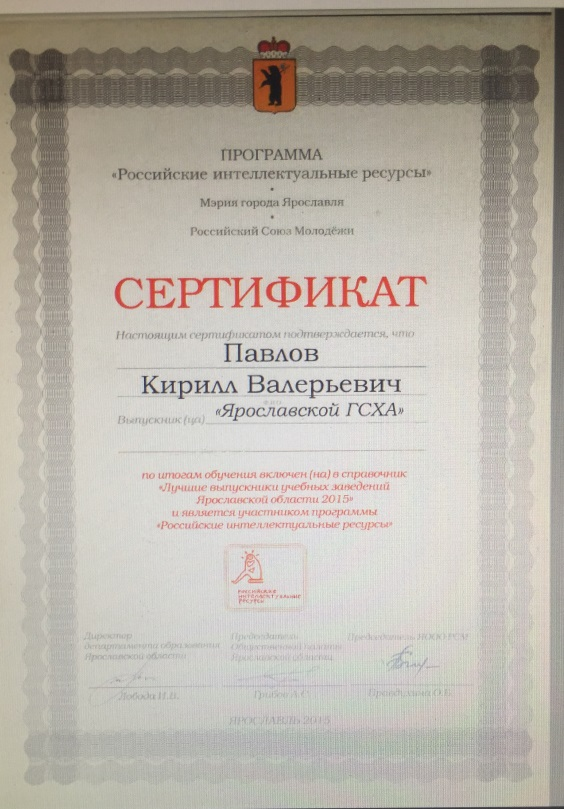 ПРОГРАММА
«Российские интеллектуальные ресурсы»
•
Мэрия города Ярославля
•
Российский Союз Молодёжи
СЕРТИФИКАТ
Настоящим сертификатом подтверждается, что
Павлов
Кирилл Валерьевич
Ф.И.О
«Ярославской ГСХА»
Выпускник (ца)
по итогам обучения включен (на) в справочник
«Лучшие выпускники учебных заведений
Ярославской области 2015»
и является участником программы
«Российские интеллектуальные ресурсы»
РОССИЙСКИЕ
ИНТЕЛЛЕКТУАЛЬНЫЕ
РЕСУРСЫ
Директор
департамента образования
Ярославской области
Председатель
Общественной палаты
Ярославской области
Председатель
РСМ
Лобода И.В.
Грибов А.С.
О.Б.
ЯРОСЛАВЛЬ 2015